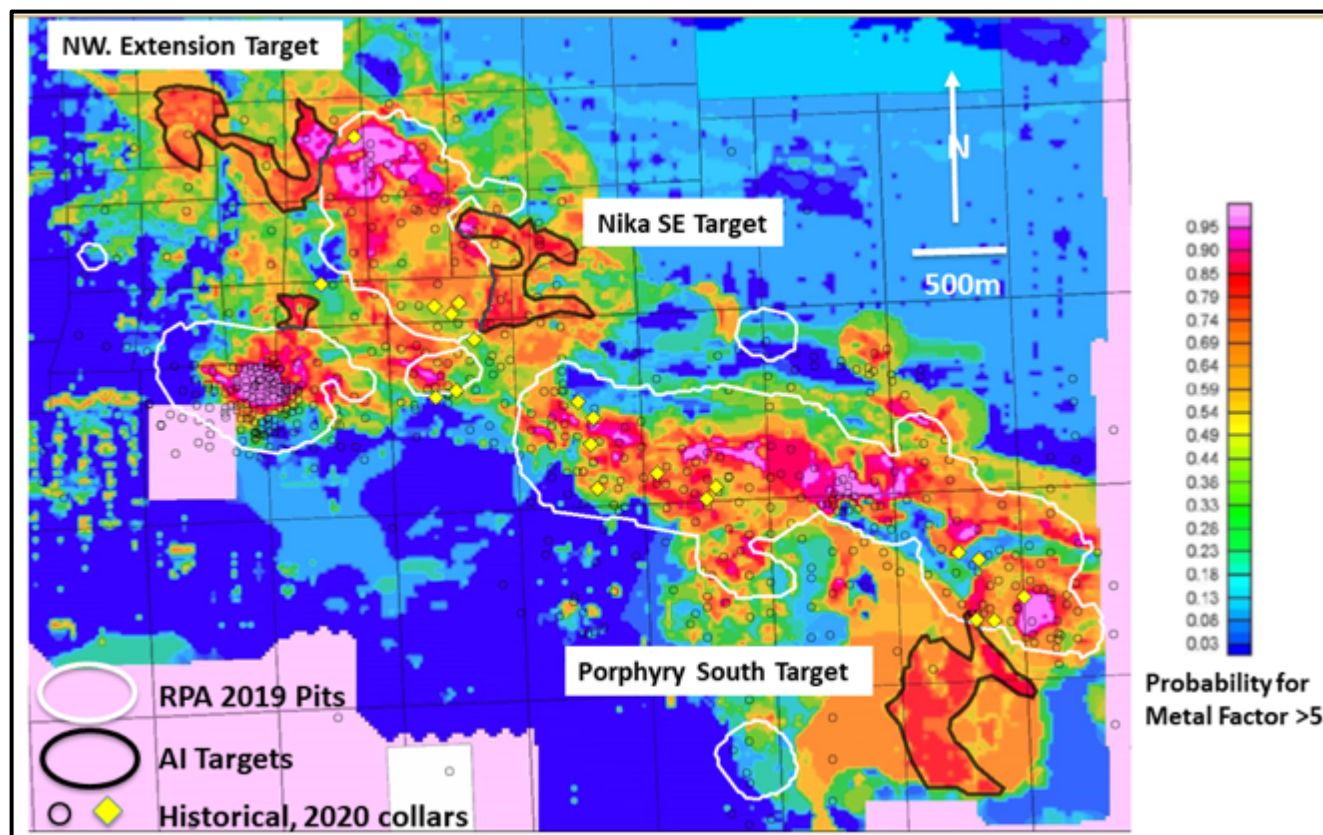 NW. Extension Target
N
Nika SE Target
500m
0.95
0.90
0.85
0.79
0.74
0.69
0.64
0.59
0.54
0.49
0.44
0.38
0.33
0.28
0.23
0.18
0.13
0.08
0.03
Porphyry South Target
Probability for
Metal Factor >5
RPA 2019 Pits
AI Targets
Historical, 2020 collars